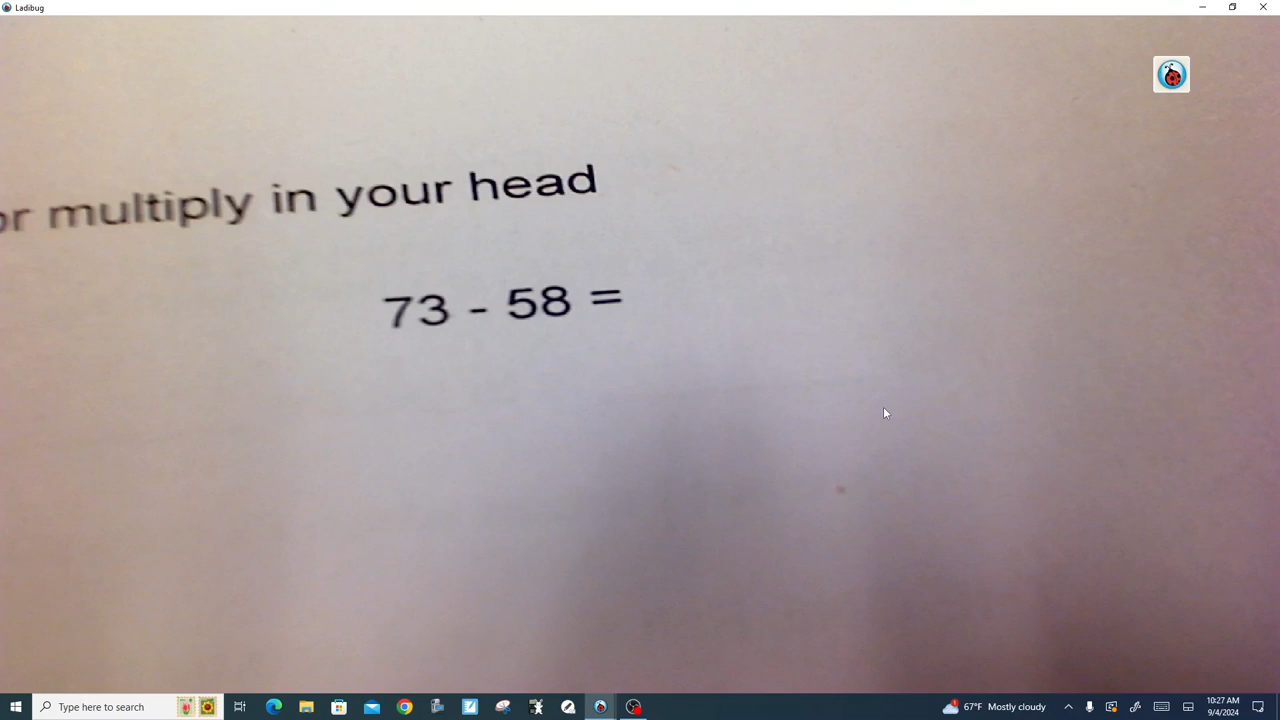 Ladibug
or multiply in your head
73 - 58 =
Type here to search
67°F Mostly cloudy
10:27 AM
9/4/2024